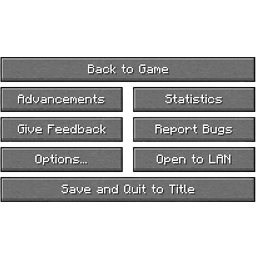 Back to Game
Advancements
Statistics
Give Feedback
Report Bugs
Options...
Open to LAN
Save and Quit to Title